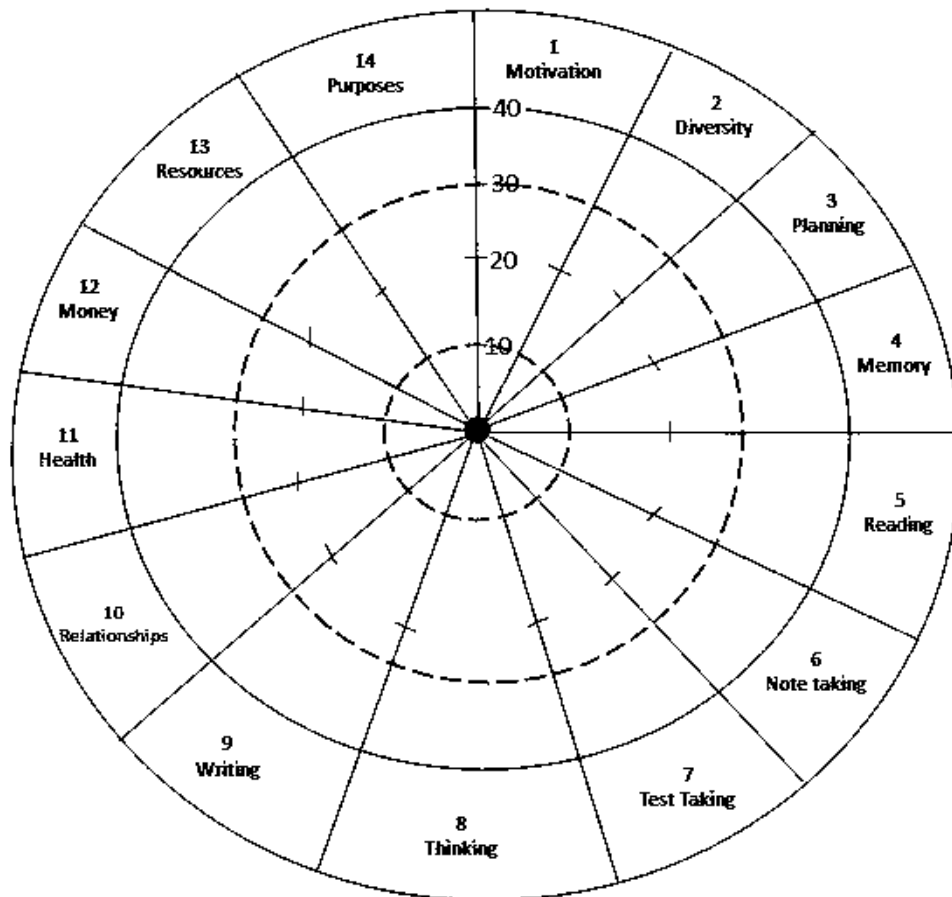 1
Motivation
2
Diversity
3
Planning
4
Memory
5
Reading
6
Note taking
7
Test Taking
8
Thinking
9
Writing
10
Relationships
11
Health
12
Money
13
Resources
14
Purposes
40
30
20
10